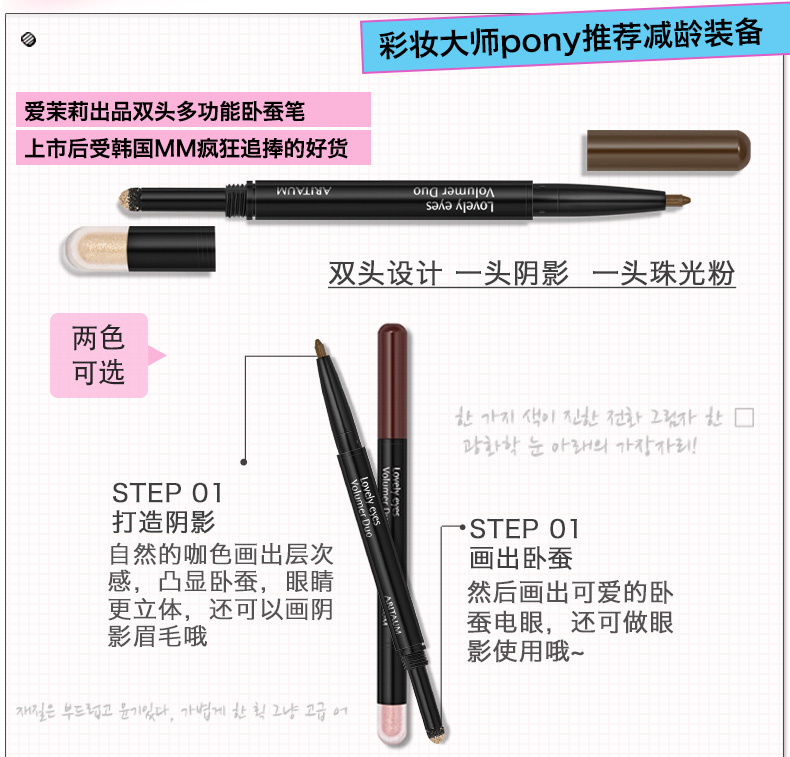 彩妆大师pony推荐减龄装备
爱茉莉出品双头多功能卧蚕笔
上市后受韩国MM疯狂追捧的好货
ARITAUM
Lovely eyes
Volumer Duo
双头设计 一头阴影 一头珠光粉
两色
可选
한 가지 색이 진한 전화 그림자 한
광화학 눈 아래의 가장자리!
Lovely eyes
Volumer Duo
ARITAUM
Lovely eyes
STEP 01
打造阴影
自然的咖色画出层次
感，凸显卧蚕，眼睛
更立体，还可以画阴
影眉毛哦
STEP 01
画出卧蚕
然后画出可爱的卧
蚕电眼，还可做眼
影使用哦~
재질은 부드럽고 윤기있다, 가볍게 한 획 그냥 고급 어